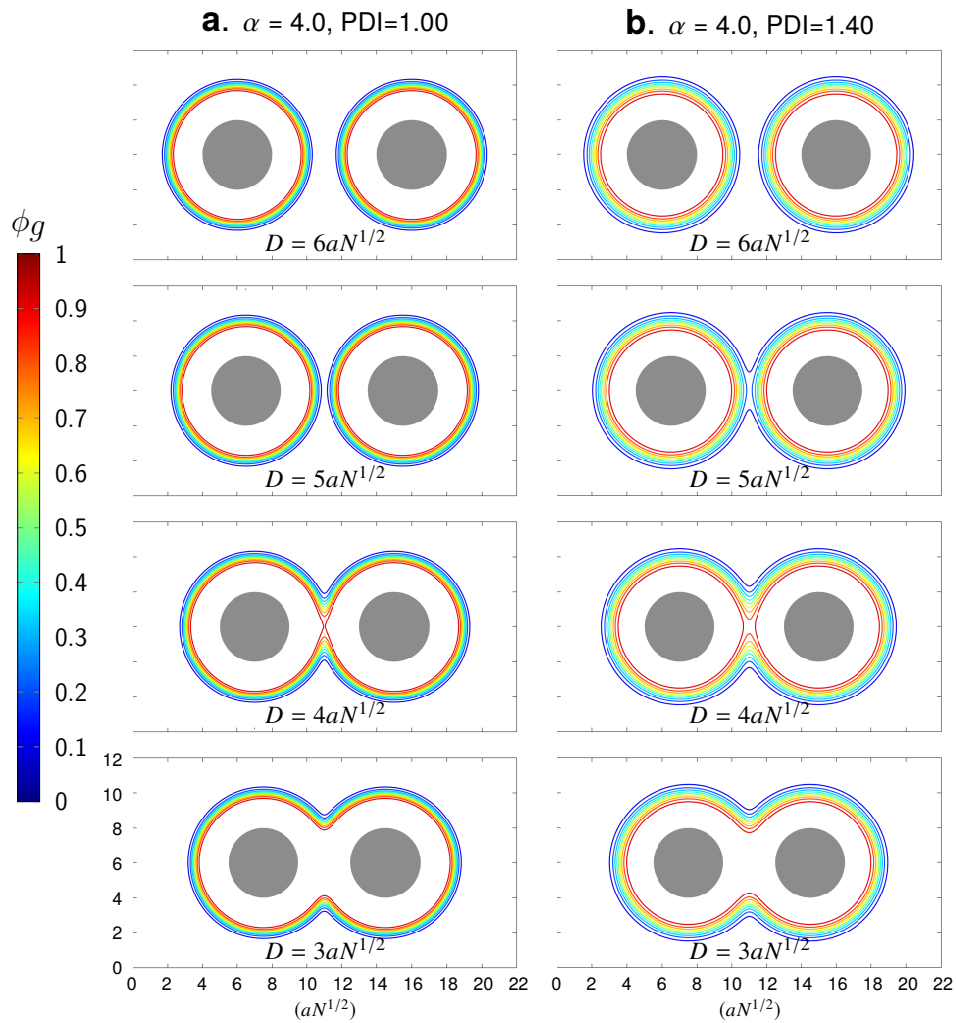 a. α = 4.0, PDI=1.00
b. α = 4.0, PDI=1.40
ϕg
1
0.9
0.8
0.7
0.6
0.5
0.4
0.3
0.2
0.1
0
D = 6aN^{1/2}
D = 6aN^{1/2}
D = 5aN^{1/2}
D = 5aN^{1/2}
D = 4aN^{1/2}
D = 4aN^{1/2}
12
10
8
6
4
2
0
D = 3aN^{1/2}
D = 3aN^{1/2}
0 2 4 6 8 10 12 14 16 18 20 22
0 2 4 6 8 10 12 14 16 18 20 22
(aN^{1/2})
(aN^{1/2})